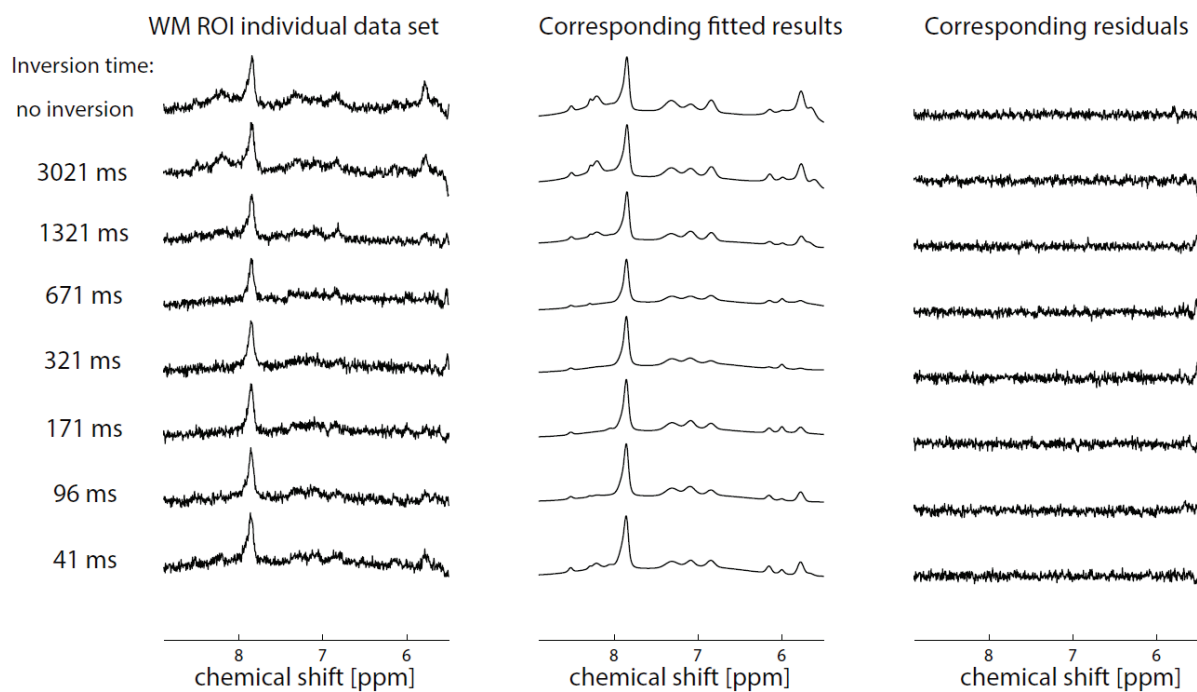 WM ROI individual data set
Corresponding fitted results
Corresponding residuals
Inversion time:
no inversion
3021 ms
1321 ms
671 ms
321 ms
171 ms
96 ms
41 ms
8 7 6
8 7 6
8 7 6
chemical shift [ppm]
chemical shift [ppm]
chemical shift [ppm]